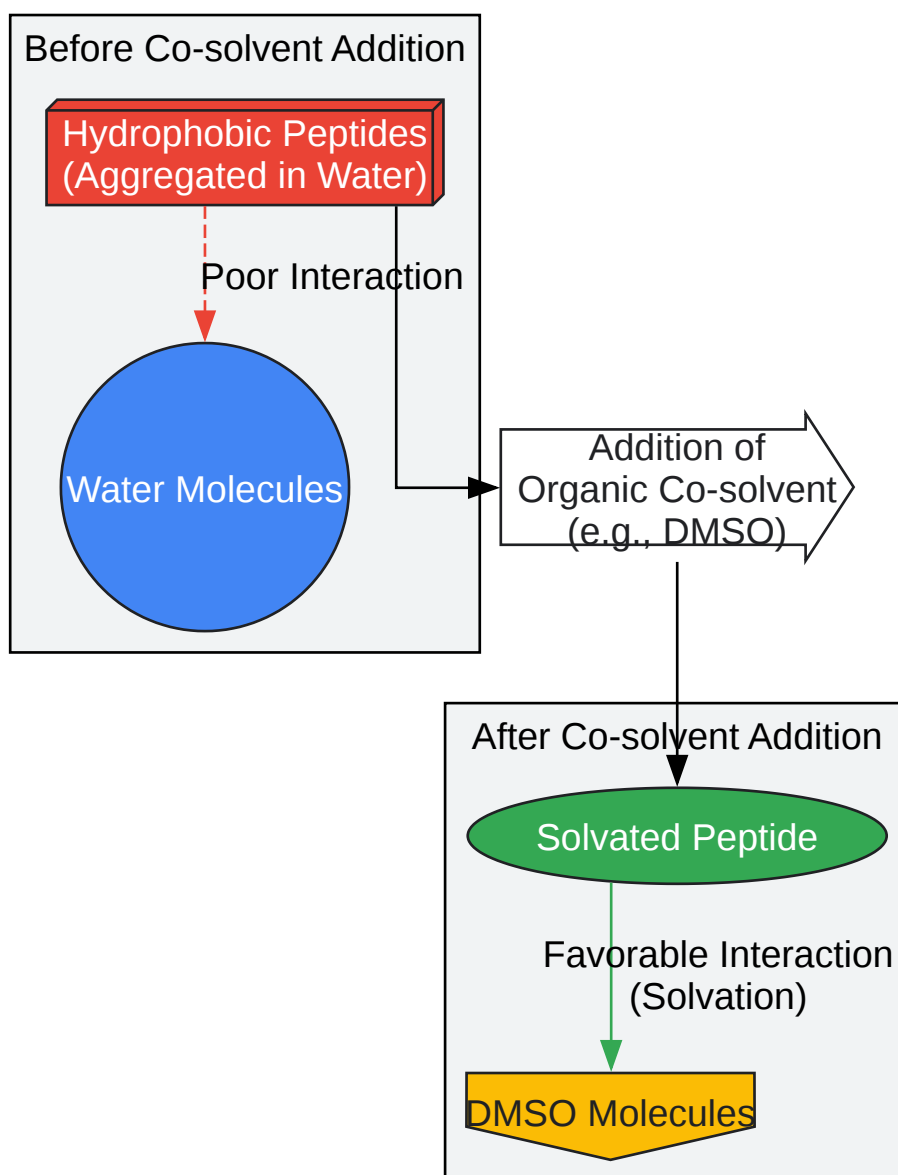 Before Co-solvent Addition
Hydrophobic Peptides
(Aggregated in Water)
Poor Interaction
Water Molecules
Addition of
Organic Co-solvent
(e.g., DMSO)
After Co-solvent Addition
Solvated Peptide
Favorable Interaction
(Solvation)
DMSO Molecules